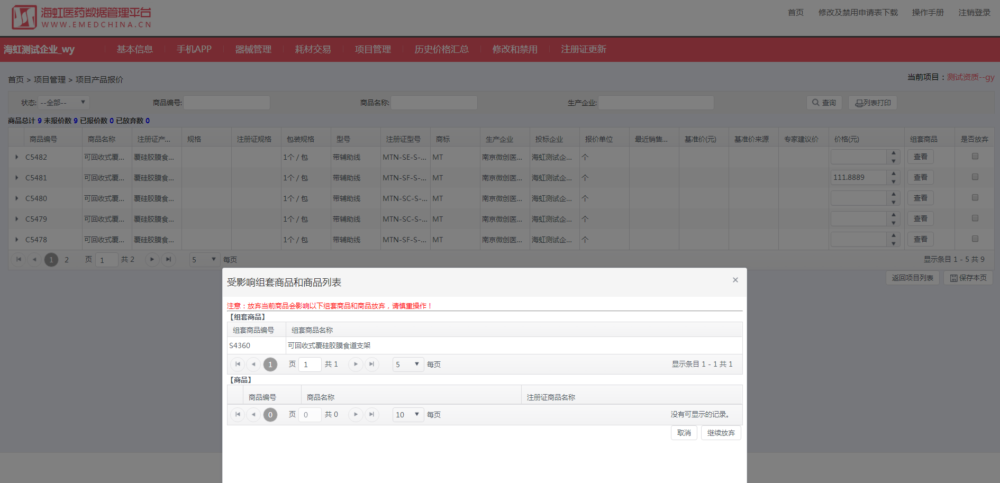 海虹医药数据管理平台
WWW.EMEDCHINA.CN
首页 修改及禁用申请表下载 操作手册 注销登录
海虹测试企业_wy 基本信息 手机APP 器械管理 耗材交易 项目管理 历史价格汇总 修改和禁用 注册证更新
首页 > 项目管理 > 项目产品报价
当前项目：测试资质--gy
状态: --全部-- 商品编号: 商品名称: 生产企业: 查询 列表打印
商品总计 9 未报价数 9 已报价数 0 已放弃数 0
商品编号 商品名称 注册证产... 规格 注册证规格 包装规格 型号 注册证型号 商标 生产企业 投标企业 报价单位 最近销售... 基准价(元) 基准价来源 专家建议价 价格(元) 组套商品 是否放弃
C5482 可回收式覆... 覆硅胶膜食... 1个 / 包 带辅助线 MTN-SE-S-... MT 南京微创医... 海虹测试企... 个 查看
C5481 可回收式覆... 覆硅胶膜食... 1个 / 包 带辅助线 MTN-SF-S-... MT 南京微创医... 海虹测试企... 个 111.8889 查看
C5480 可回收式覆... 覆硅胶膜食... 1个 / 包 带辅助线 MTN-SC-S-... MT 南京微创医... 海虹测试企... 个 查看
C5479 可回收式覆... 覆硅胶膜食... 1个 / 包 带辅助线 MTN-SC-S-... MT 南京微创医... 海虹测试企... 个 查看
C5478 可回收式覆... 覆硅胶膜食... 1个 / 包 带辅助线 MTN-SF-S-... MT 南京微创医... 海虹测试企... 个 查看
1 2 页 1 共 2 5 每页 显示条目 1 - 5 共 9
返回项目列表 保存本页
受影响组套商品和商品列表 ×
注意：放弃当前商品会影响以下组套商品和商品放弃，请慎重操作！
【组套商品】
组套商品编号 组套商品名称
S4360 可回收式覆硅胶膜食道支架
1 页 1 共 1 5 每页 显示条目 1 - 1 共 1
【商品】
商品编号 商品名称 注册证商品名称
0 页 0 共 0 10 每页 没有可显示的记录。
取消 继续放弃